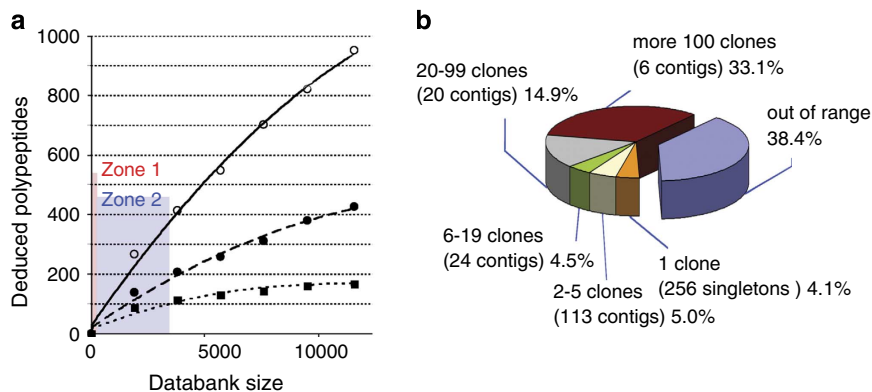 a
1000
800
600
400
200
0
Deduced polypeptides
Zone 1
Zone 2
0
5000
10000
Databank size
b
more 100 clones
(6 contigs) 33.1%
20-99 clones
(20 contigs) 14.9%
out of range
38.4%
6-19 clones
(24 contigs) 4.5%
2-5 clones
(113 contigs) 5.0%
1 clone
(256 singletons ) 4.1%